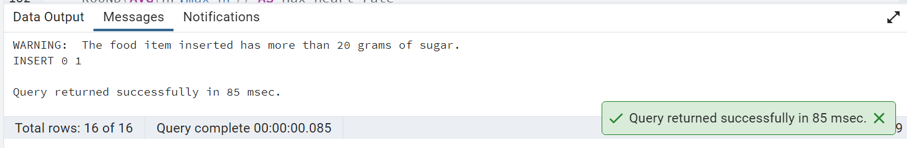 Data Output Messages Notifications
WARNING:  The food item inserted has more than 20 grams of sugar.
INSERT 0 1
Query returned successfully in 85 msec.
Total rows: 16 of 16 Query complete 00:00:00.085
Query returned successfully in 85 msec.
9